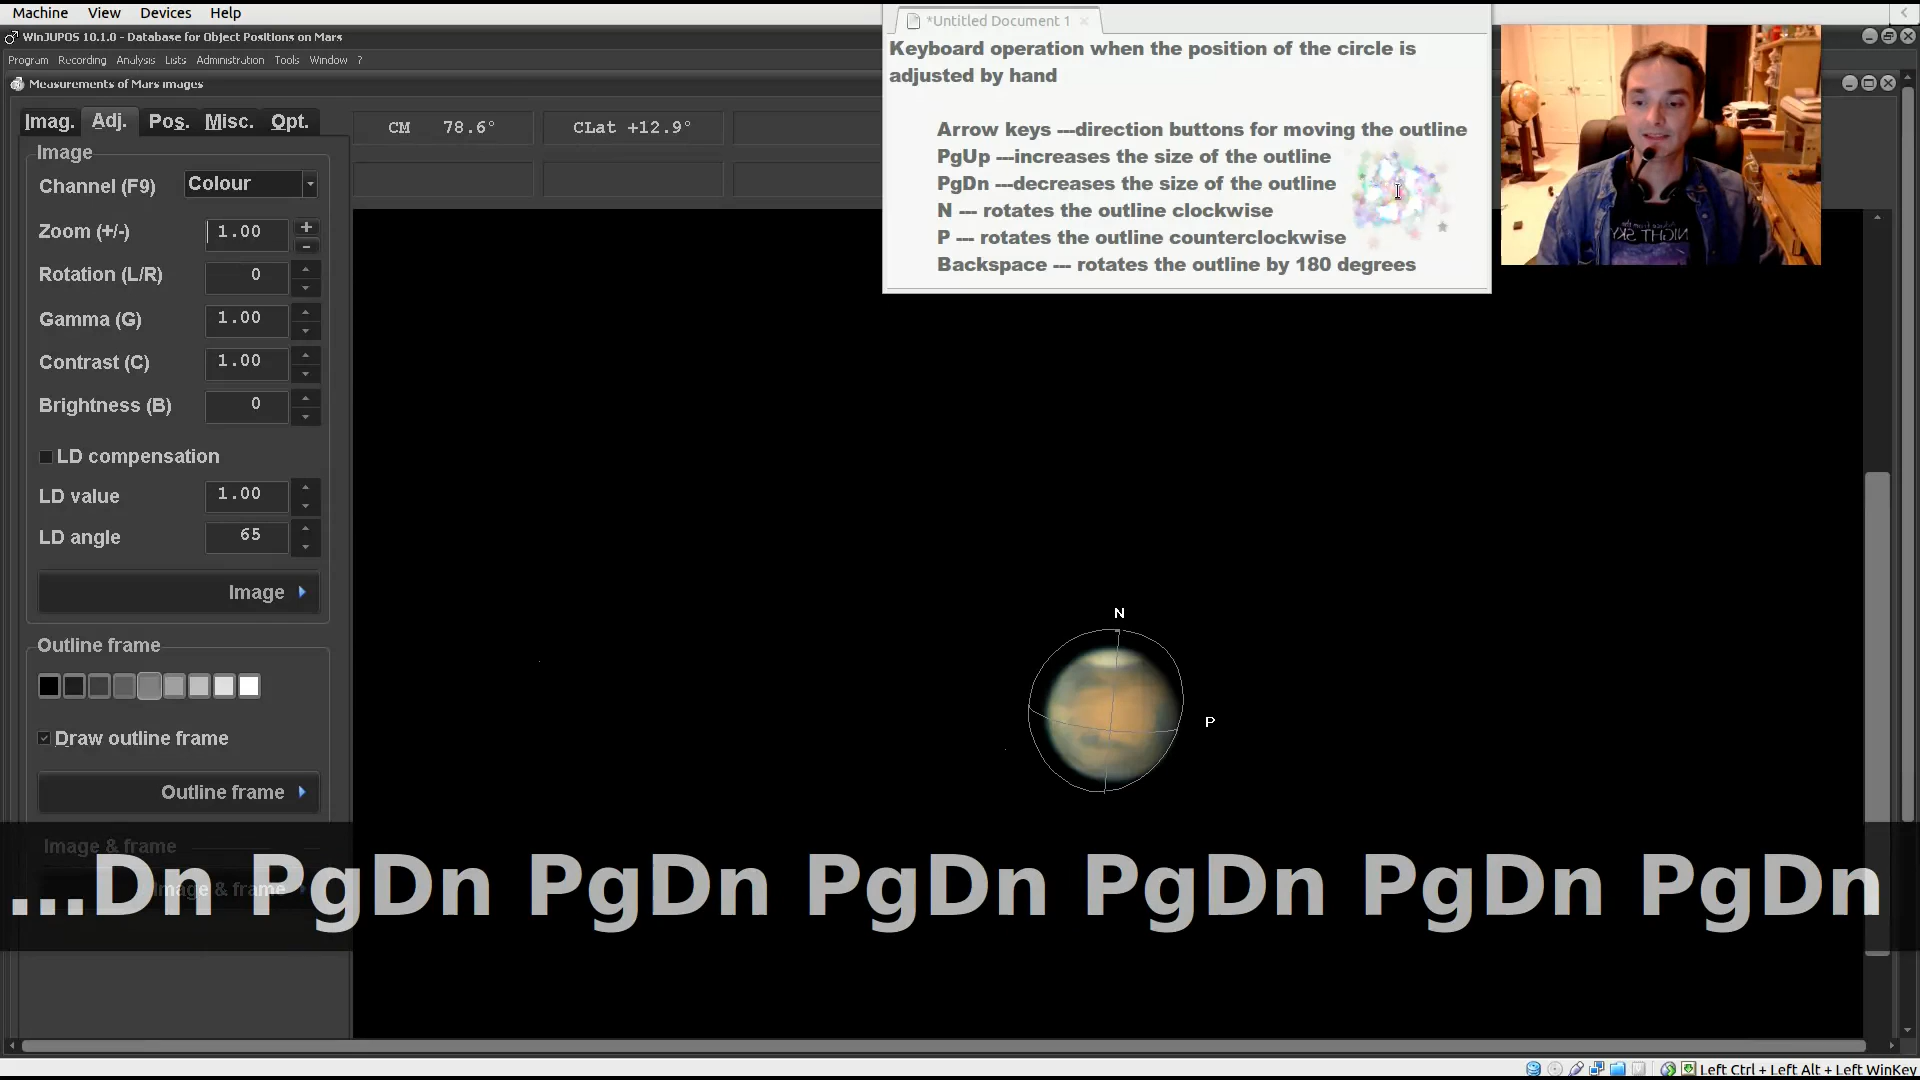 Machine View Devices Help
WinJUPOS 10.1.0 - Database for Object Positions on Mars
Program Recording Analysis Lists Administration Tools Window ?
Measurements of Mars images
Imag. Adj. Pos. Misc. Opt.
CM 78.6° CLat +12.9°
*Untitled Document 1
Keyboard operation when the position of the circle is
adjusted by hand
Arrow keys ---direction buttons for moving the outline
PgUp ---increases the size of the outline
PgDn ---decreases the size of the outline
N --- rotates the outline clockwise
P --- rotates the outline counterclockwise
Backspace --- rotates the outline by 180 degrees
Image
Channel (F9) Colour
Zoom (+/-) 1.00
Rotation (L/R) 0
Gamma (G) 1.00
Contrast (C) 1.00
Brightness (B) 0
LD compensation
LD value 1.00
LD angle 65
Image
Outline frame
Draw outline frame
Outline frame
Image & frame
Image & frame
N
P
...Dn PgDn PgDn PgDn PgDn PgDn PgDn
NIGHT SKY
Left Ctrl + Left Alt + Left WinKey